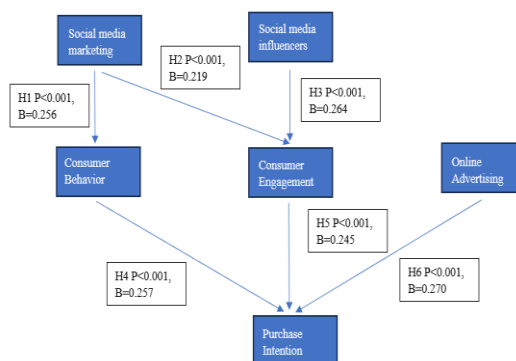 Social media
marketing
H2 P<0.001,
B=0.219
Social media
influencers
H1 P<0.001,
B=0.256
H3 P<0.001,
B=0.264
Consumer
Behavior
Consumer
Engagement
Online
Advertising
H4 P<0.001,
B=0.257
H5 P<0.001,
B=0.245
H6 P<0.001,
B=0.270
Purchase
Intention